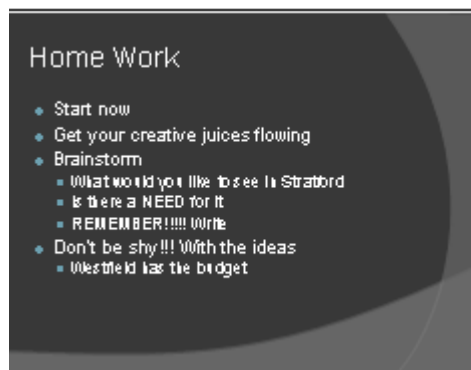 Home Work
Start now
Get your creative juices flowing
Brainstorm
What would you like to see in Stratford
Is there a NEED for it
REMEMBER!!!!! Write
Don't be shy!!! With the ideas
Westfield has the budget